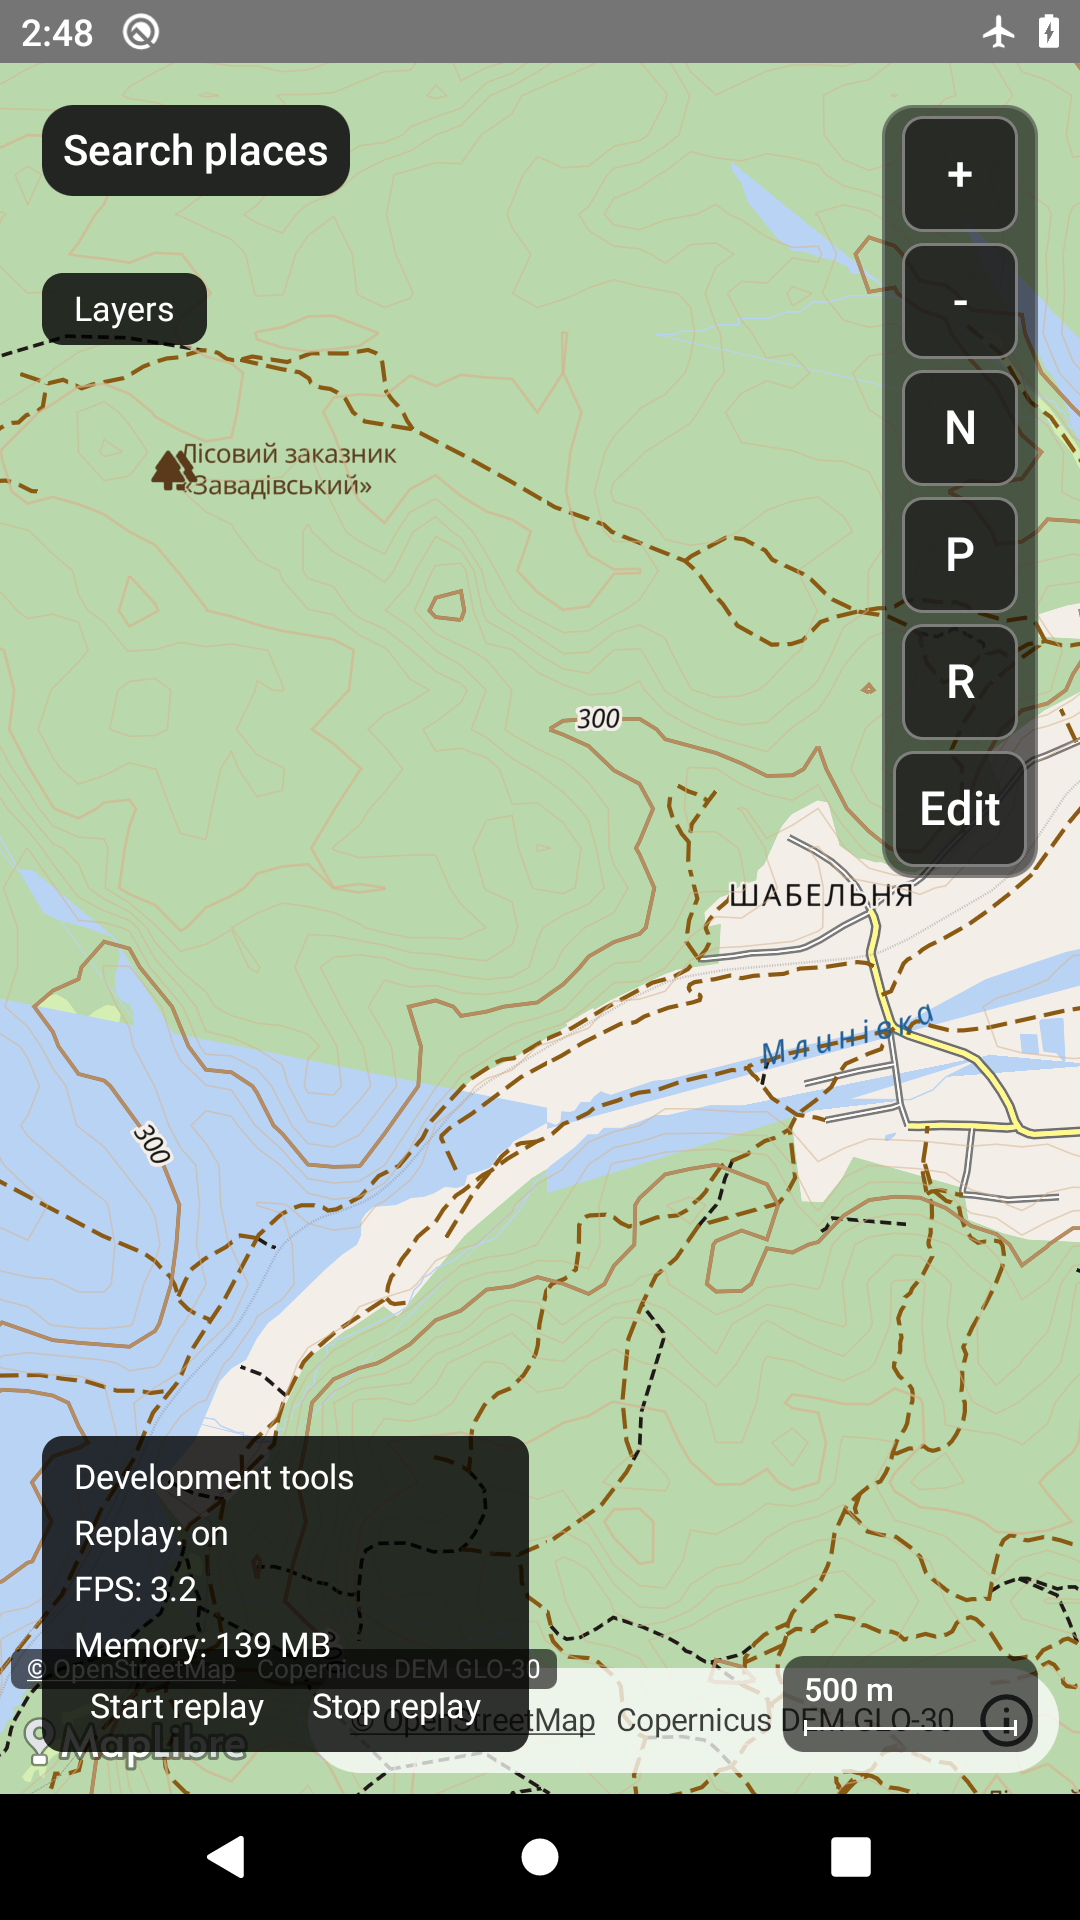 2:48
Search places
+
Layers
-
N
Лісовий заказник
«Завадівський»
P
R
300
Edit
ШАБЕЛЬНЯ
Млинівка
300
Development tools
Replay: on
FPS: 3.2
Memory: 139 MB
© OpenStreetMap Copernicus DEM GLO-30
500 m
Start replay Stop replay
© OpenStreetMap Copernicus DEM GLO-30
MapLibre